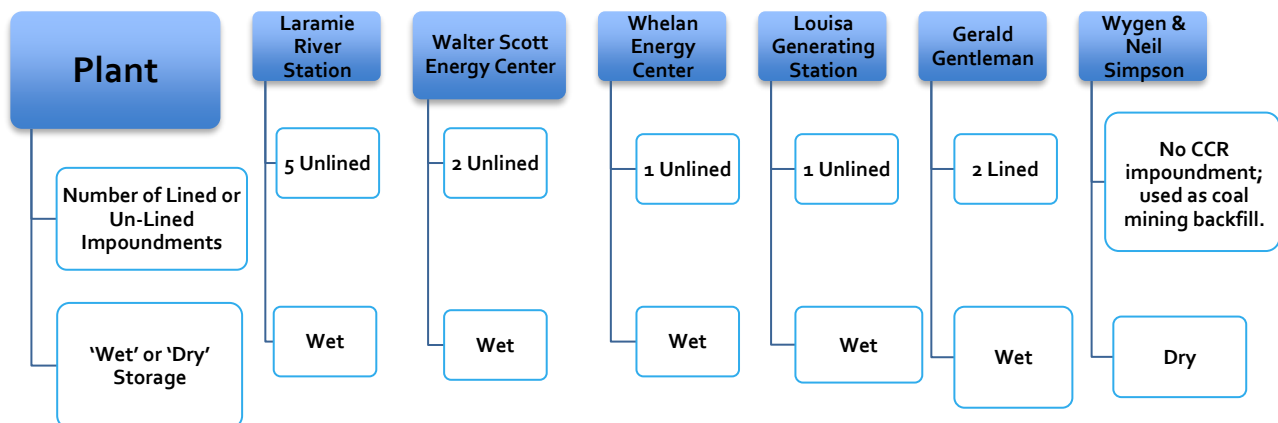 Plant
Number of Lined or
Un-Lined
Impoundments
‘Wet’ or ‘Dry’
Storage
Laramie
River
Station
5 Unlined
Wet
Walter Scott
Energy Center
2 Unlined
Wet
Whelan
Energy
Center
1 Unlined
Wet
Louisa
Generating
Station
1 Unlined
Wet
Gerald
Gentleman
2 Lined
Wet
Wygen &
Neil
Simpson
No CCR
impoundment;
used as coal
mining backfill.
Dry